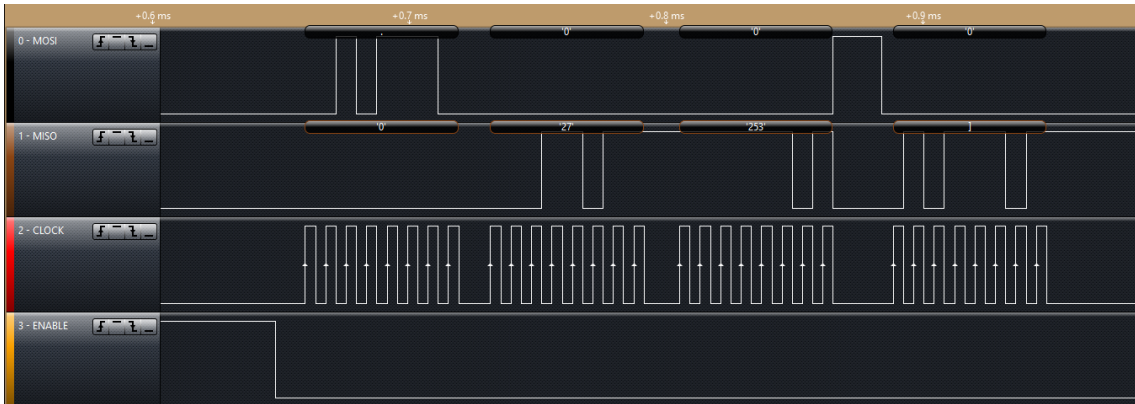 +0.6 ms +0.7 ms +0.8 ms +0.9 ms
0 - MOSI '0' '0' '0'
1 - MISO '0' '27' '253' ]
2 - CLOCK
3 - ENABLE